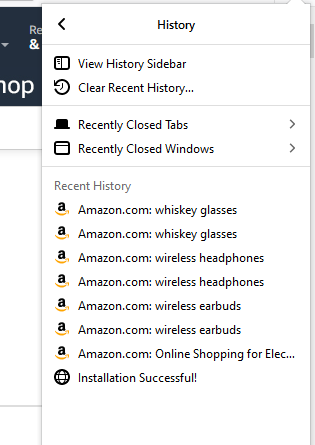 Re
&
hop
History
View History Sidebar
Clear Recent History...
Recently Closed Tabs
Recently Closed Windows
Recent History
Amazon.com: whiskey glasses
Amazon.com: whiskey glasses
Amazon.com: wireless headphones
Amazon.com: wireless headphones
Amazon.com: wireless earbuds
Amazon.com: wireless earbuds
Amazon.com: Online Shopping for Elec...
Installation Successful!